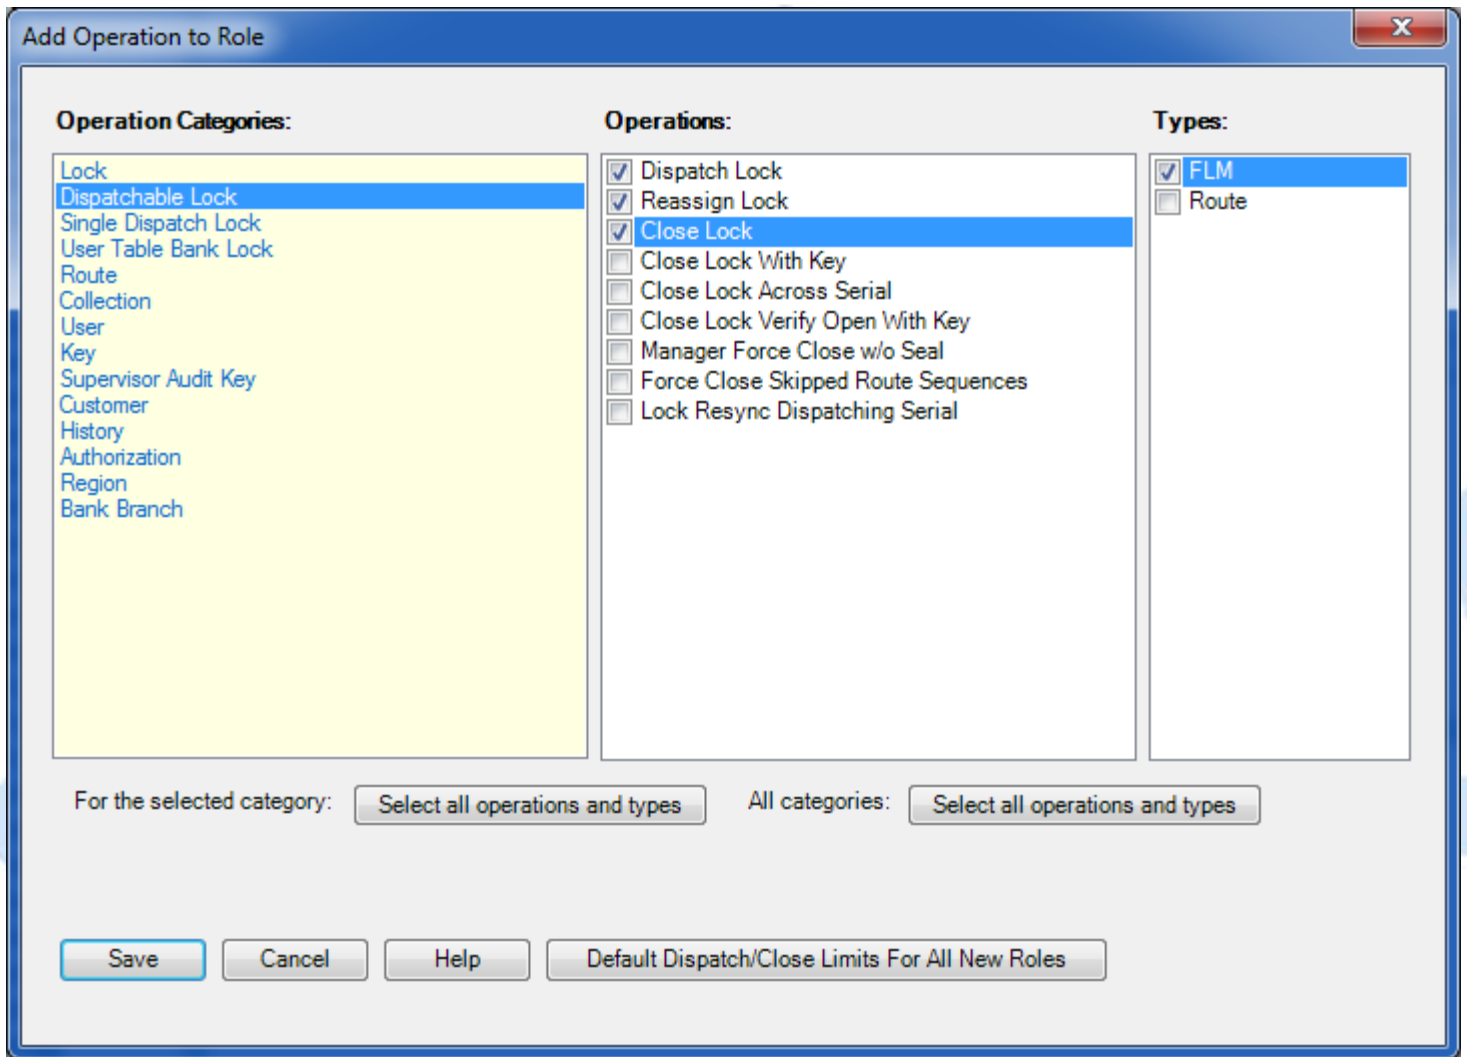 Add Operation to Role
Operation Categories:
Lock
Dispatchable Lock
Single Dispatch Lock
User Table Bank Lock
Route
Collection
User
Key
Supervisor Audit Key
Customer
History
Authorization
Region
Bank Branch
Operations:
Dispatch Lock
Reassign Lock
Close Lock
Close Lock With Key
Close Lock Across Serial
Close Lock Verify Open With Key
Manager Force Close w/o Seal
Force Close Skipped Route Sequences
Lock Resync Dispatching Serial
Types:
FLM
Route
For the selected category: Select all operations and types All categories: Select all operations and types
Save Cancel Help Default Dispatch/Close Limits For All New Roles